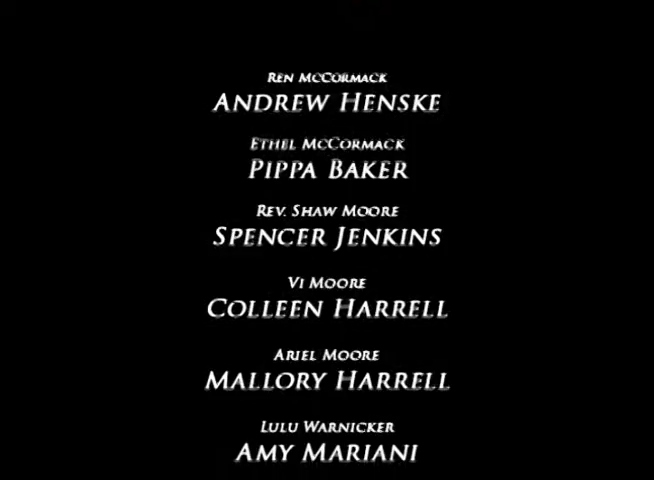 Ren McCormack
Andrew Henske
Ethel McCormack
Pippa Baker
Rev. Shaw Moore
Spencer Jenkins
Vi Moore
Colleen Harrell
Ariel Moore
Mallory Harrell
Lulu Warnicker
Amy Mariani